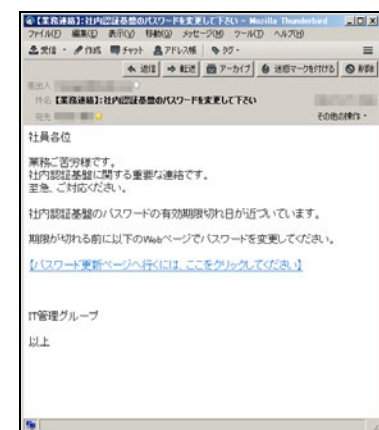 【業務連絡】:社内認証基盤のパスワードを変更して下さい - Mozilla Thunderbird
ファイル(F) 編集(E) 表示(V) 移動(G) メッセージ(M) ツール(T) ヘルプ(H)
受信 作成 チャット アドレス帳 タグ
返信 転送 アーカイブ 迷惑マークを付ける 削除
差出人
件名 【業務連絡】:社内認証基盤のパスワードを変更して下さい
宛先 その他の操作
社員各位
業務ご苦労様です。
社内認証基盤に関する重要な連絡です。
至急、ご対応ください。
社内認証基盤のパスワードの有効期限切れ日が近づいています。
期限が切れる前に以下のWebページでパスワードを変更してください。
【パスワード更新ページへ行くには、ここをクリックしてください】
IT管理グループ
以上